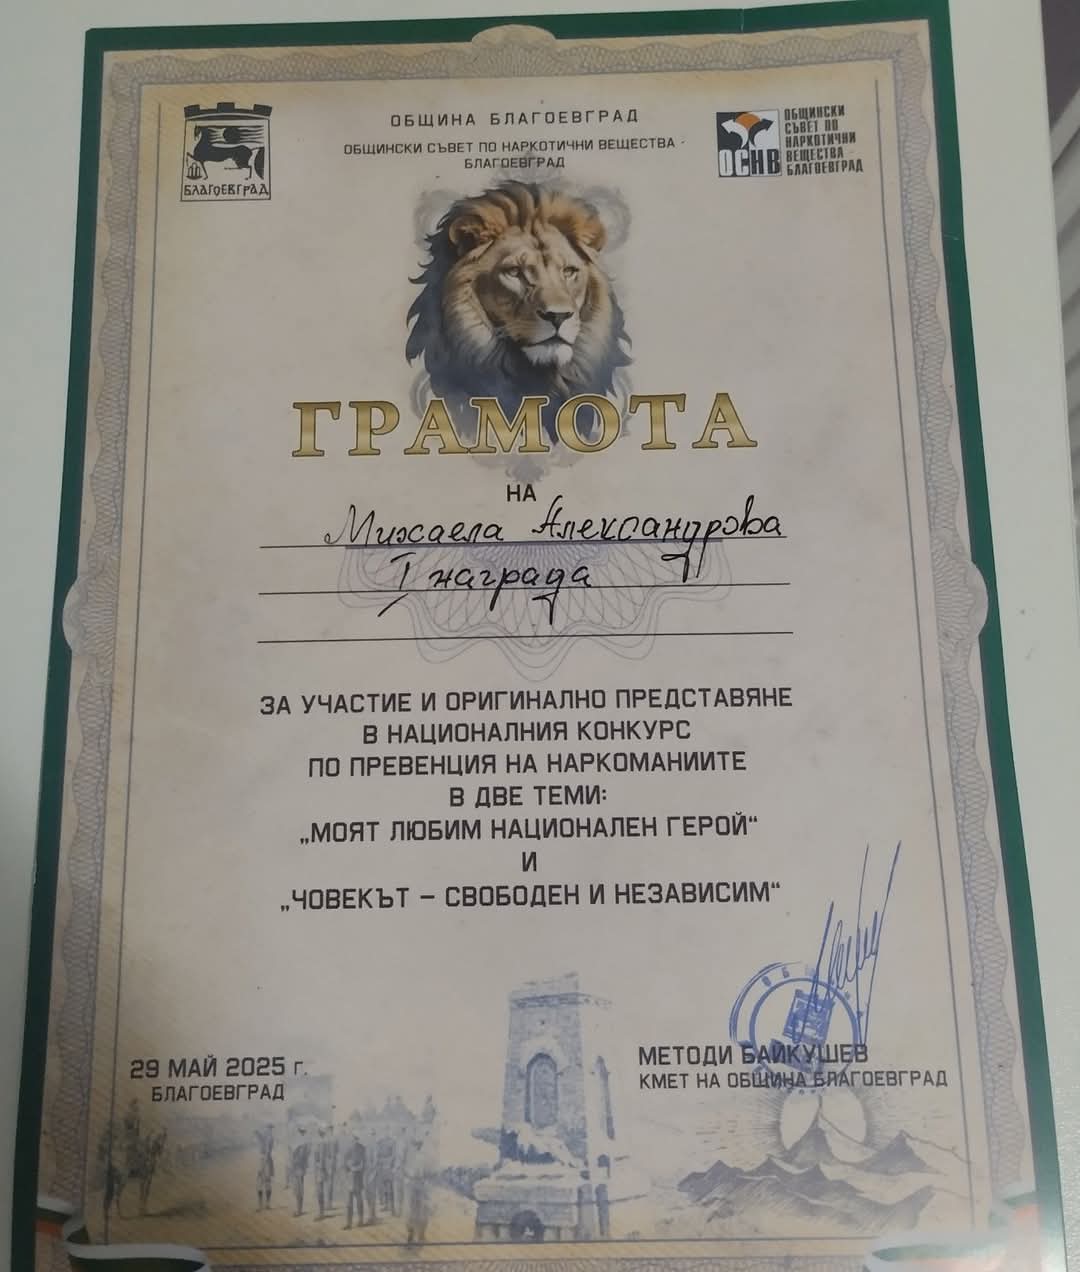 ОБЩИНА БЛАГОЕВГРАД
ОБЩИНСКИ СЪВЕТ ПО НАРКОТИЧНИ ВЕЩЕСТВА -
БЛАГОЕВГРАД
БЛАГОЕВГРАД
ОСНВ
ОБЩИНСКИ
СЪВЕТ ПО
НАРКОТИЧНИ
ВЕЩЕСТВА
БЛАГОЕВГРАД
ГРАМОТА
НА
Михаела Александрова
I награда
ЗА УЧАСТИЕ И ОРИГИНАЛНО ПРЕДСТАВЯНЕ
В НАЦИОНАЛНИЯ КОНКУРС
ПО ПРЕВЕНЦИЯ НА НАРКОМАНИИТЕ
В ДВЕ ТЕМИ:
„МОЯТ ЛЮБИМ НАЦИОНАЛЕН ГЕРОЙ“
И
„ЧОВЕКЪТ – СВОБОДЕН И НЕЗАВИСИМ“
29 МАЙ 2025 г.
БЛАГОЕВГРАД
МЕТОДИ БАЙКУШЕВ
КМЕТ НА ОБЩИНА БЛАГОЕВГРАД